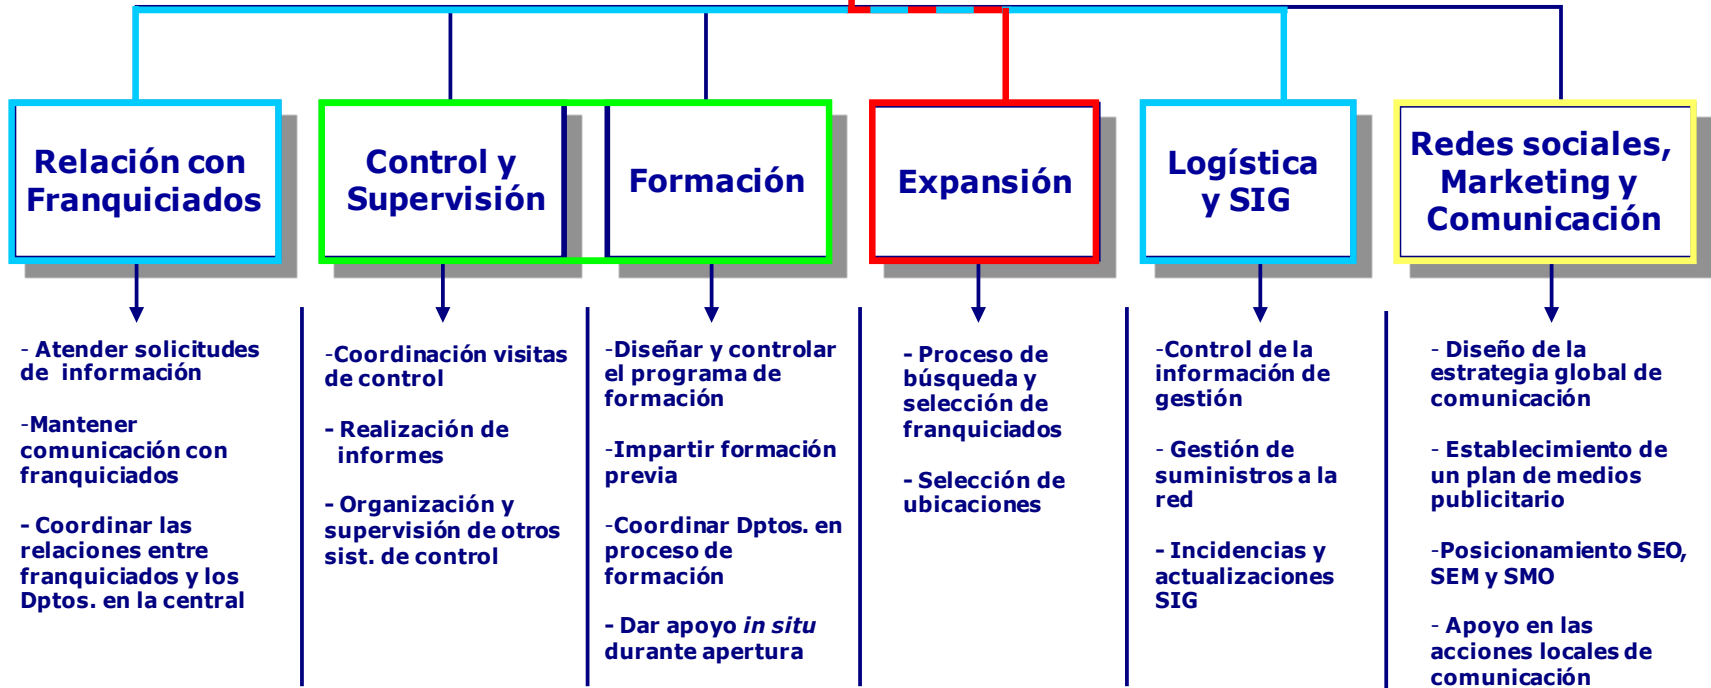 Relación con
Franquiciados
Control y
Supervisión
Formación
Expansión
Logística
y SIG
Redes sociales,
Marketing y
Comunicación
- Atender solicitudes
de información
-Mantener
comunicación con
franquiciados
- Coordinar las
relaciones entre
franquiciados y los
Dptos. en la central
-Coordinación visitas
de control
- Realización de
informes
- Organización y
supervisión de otros
sist. de control
-Diseñar y controlar
el programa de
formación
-Impartir formación
previa
-Coordinar Dptos. en
proceso de
formación
- Dar apoyo in situ
durante apertura
- Proceso de
búsqueda y
selección de
franquiciados
- Selección de
ubicaciones
-Control de la
información de
gestión
- Gestión de
suministros a la
red
- Incidencias y
actualizaciones
SIG
- Diseño de la
estrategia global de
comunicación
- Establecimiento de
un plan de medios
publicitario
-Posicionamiento SEO,
SEM y SMO
- Apoyo en las
acciones locales de
comunicación